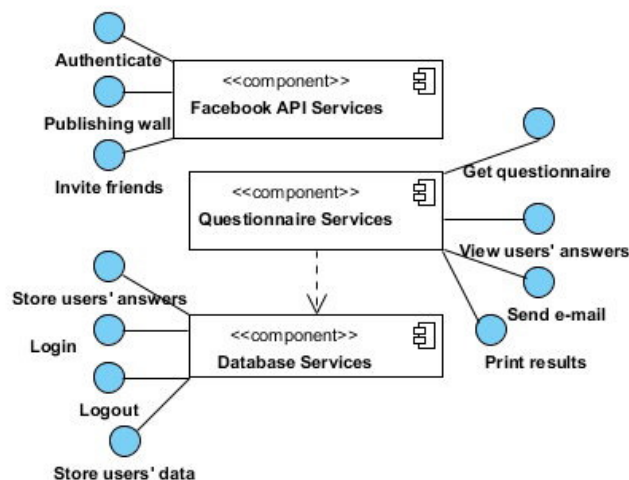 Authenticate
<<component>>
Facebook API Services
Publishing wall
Invite friends
Get questionnaire
<<component>>
Questionnaire Services
View users' answers
Store users' answers
Send e-mail
Login
<<component>>
Database Services
Print results
Logout
Store users' data